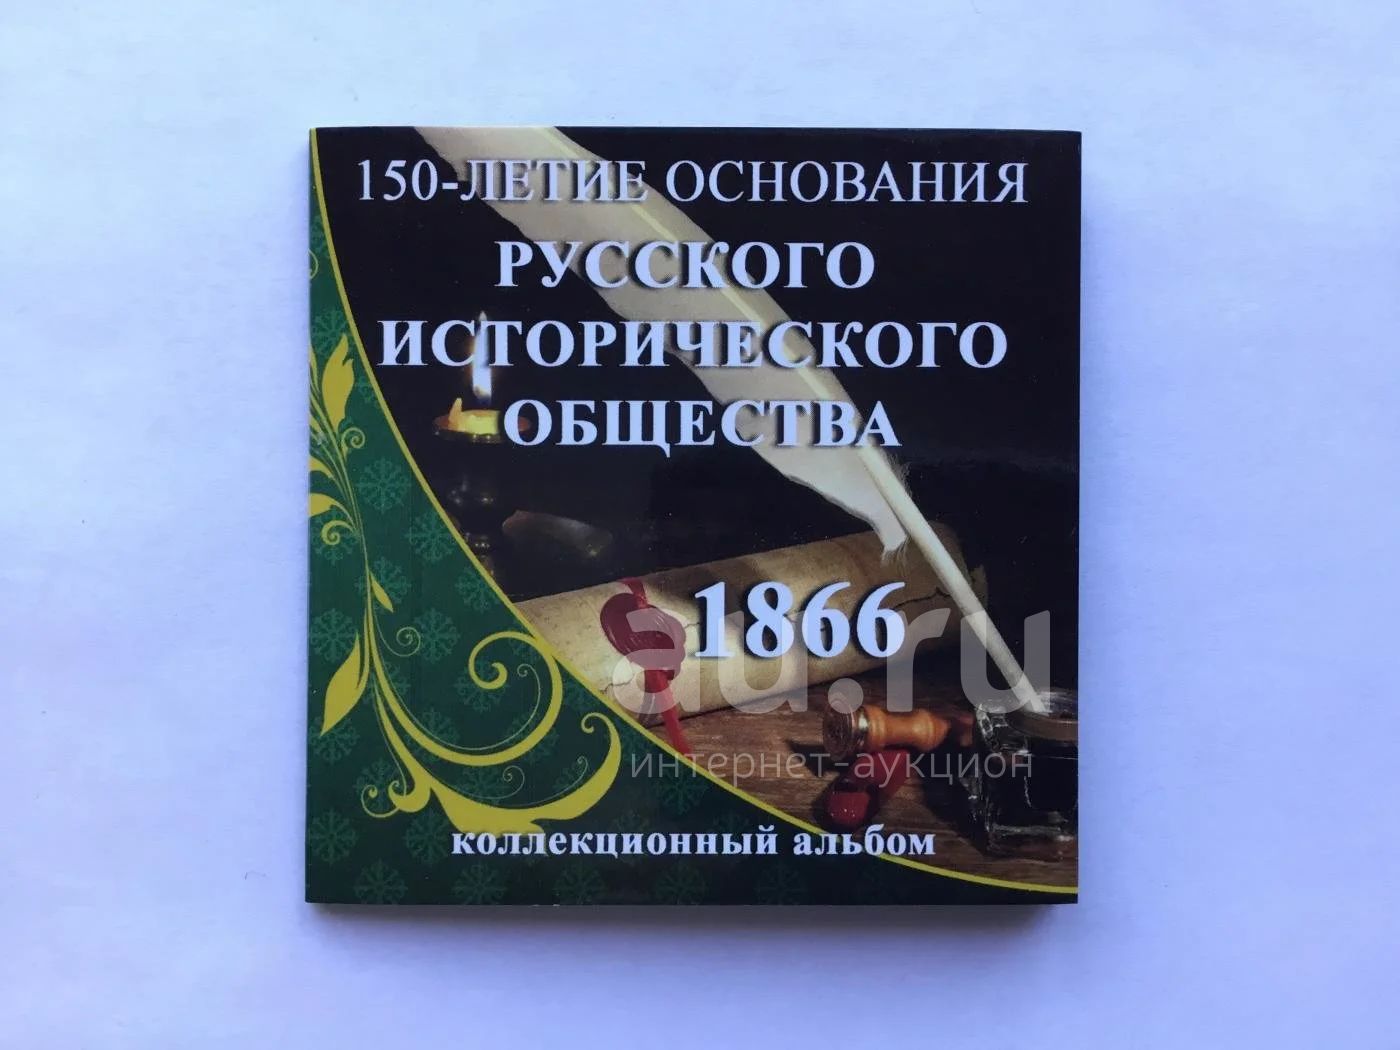 150-ЛЕТИЕ ОСНОВАНИЯ
РУССКОГО
ИСТОРИЧЕСКОГО
ОБЩЕСТВА
1866
au.ru
интернет-аукцион
коллекционный альбом